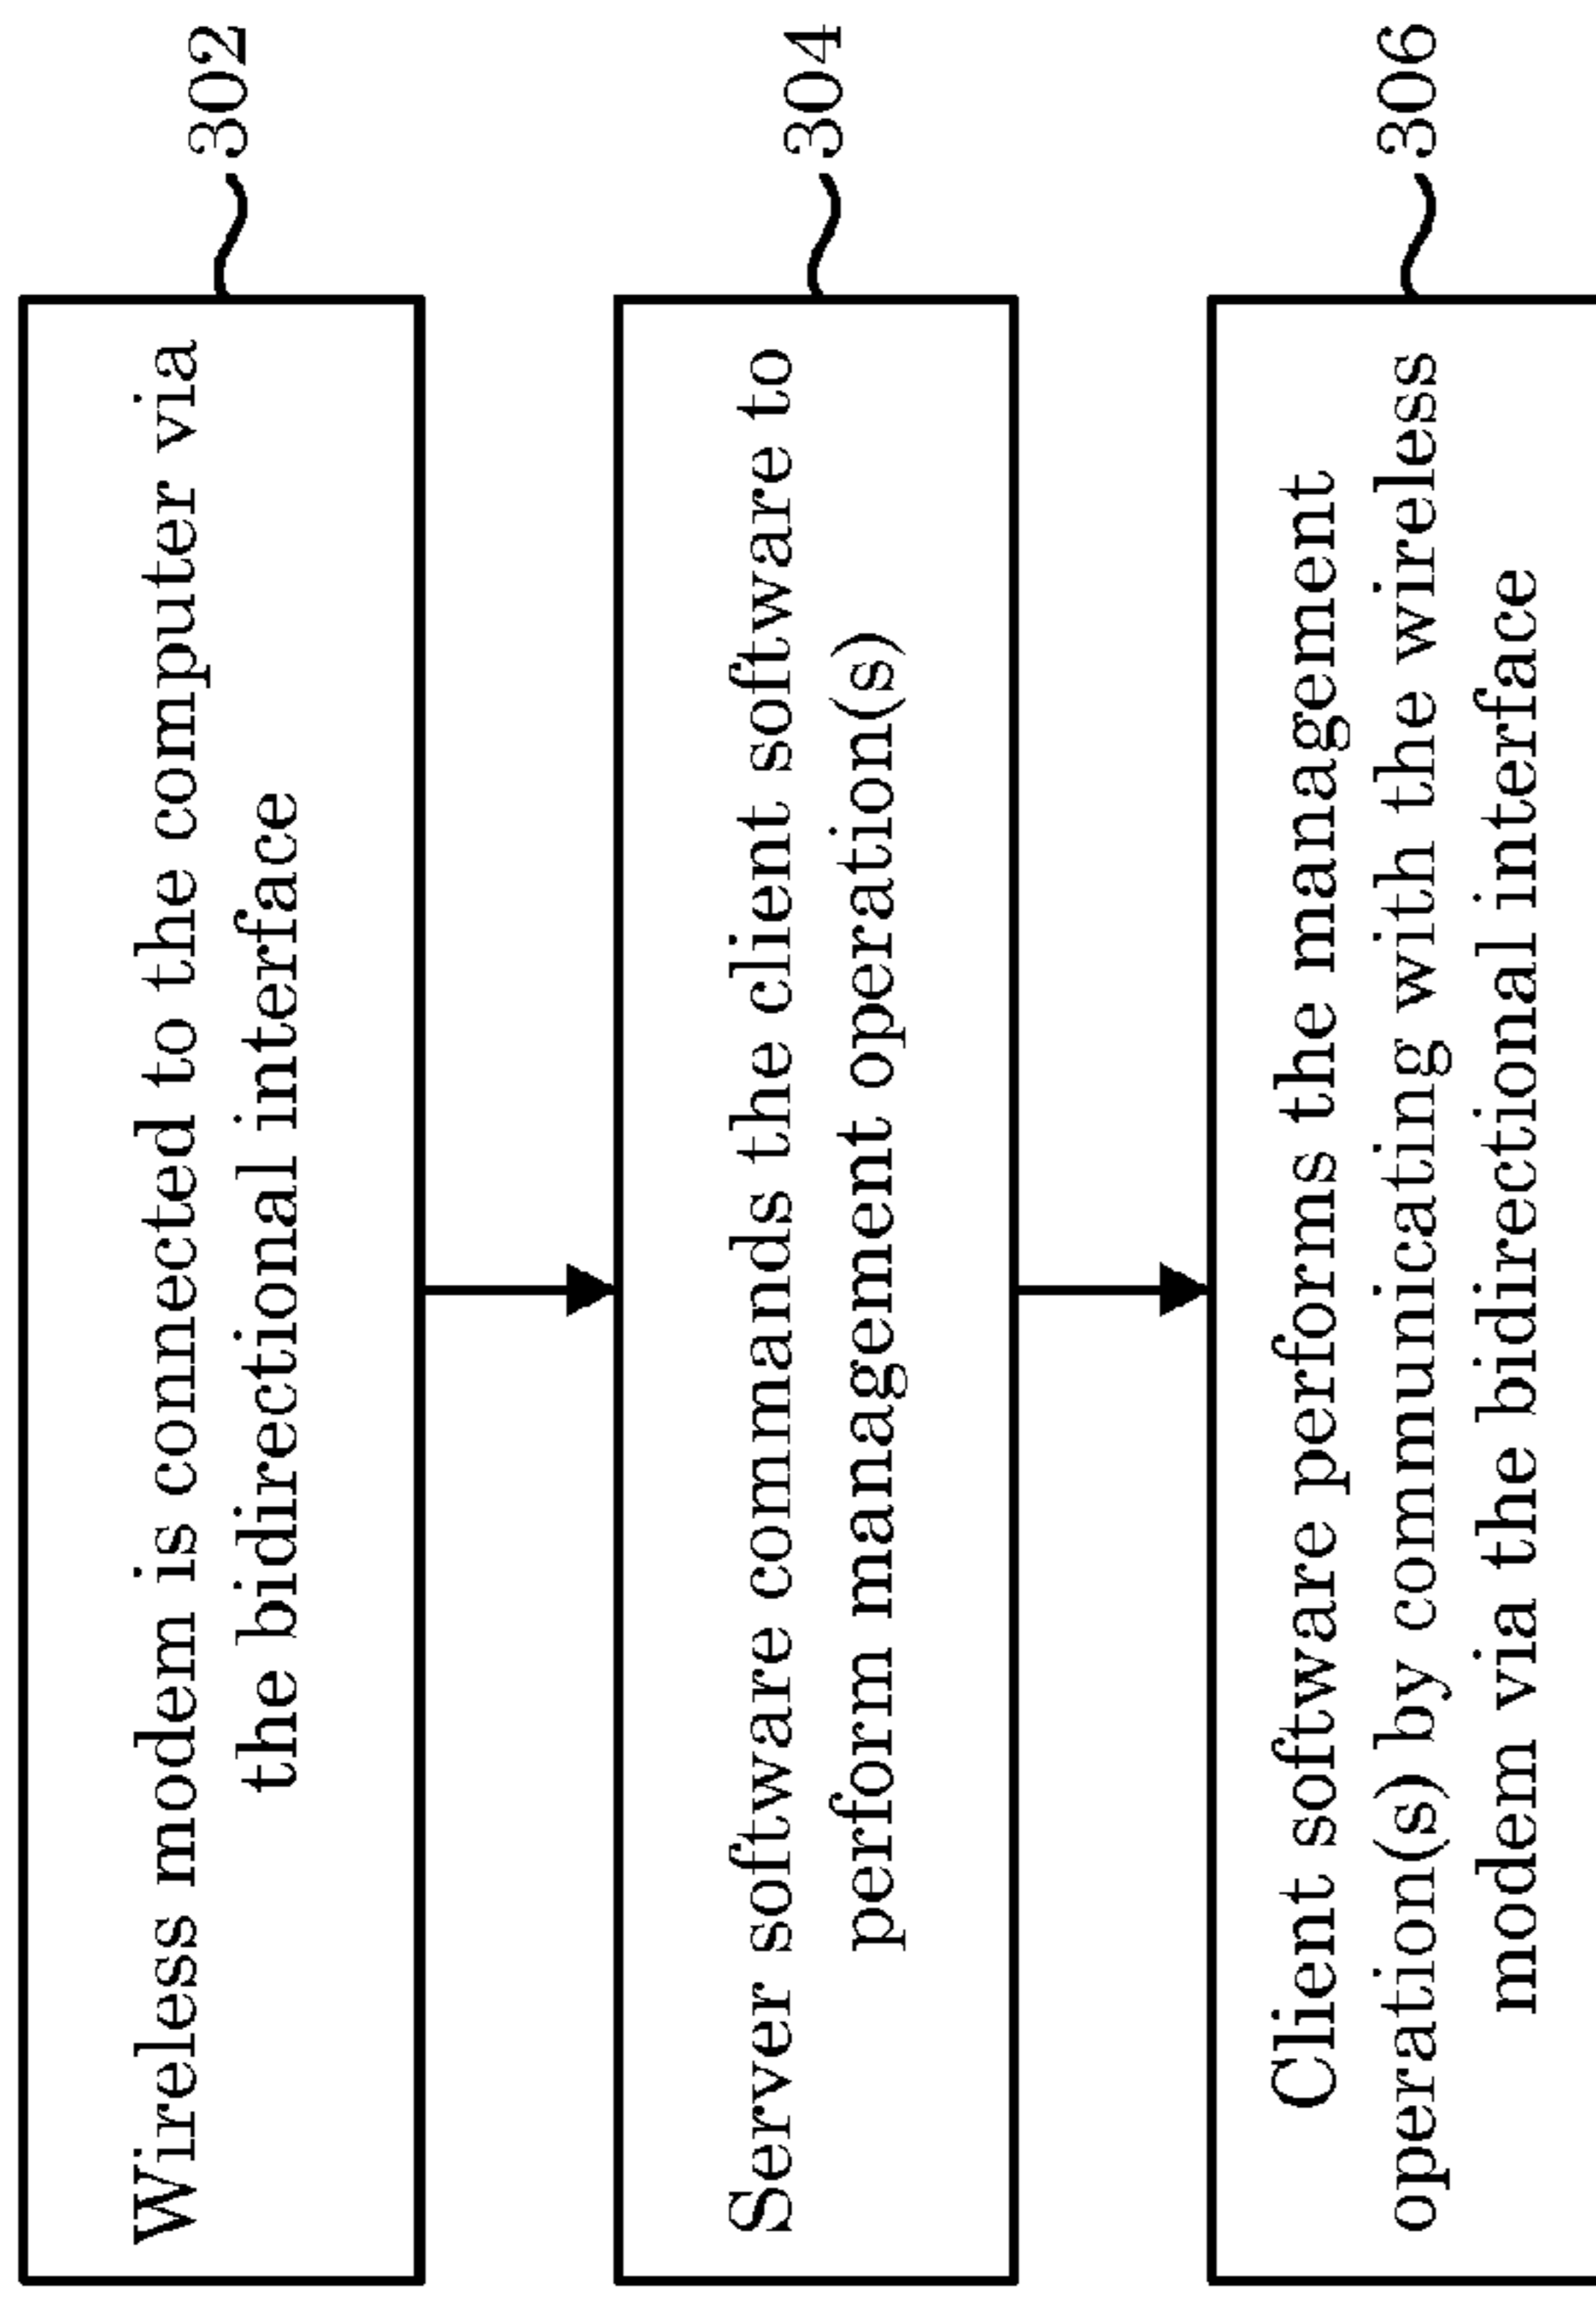 Wireless modem is connected to the computer via
the bidirectional interface
302
Server software commands the client software to
perform management operation(s)
304
Client software performs the management
operation(s) by communicating with the wireless
modem via the bidirectional interface
306